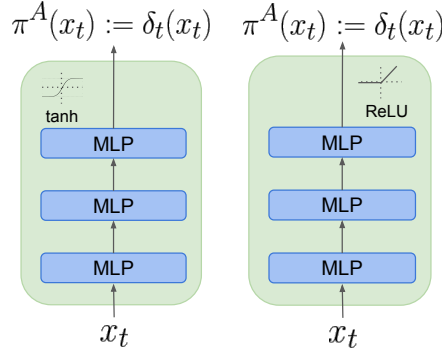 π^A(x_t) := δ_t(x_t)
tanh
MLP
MLP
MLP
x_t
π^A(x_t) := δ_t(x_t)
ReLU
MLP
MLP
MLP
x_t